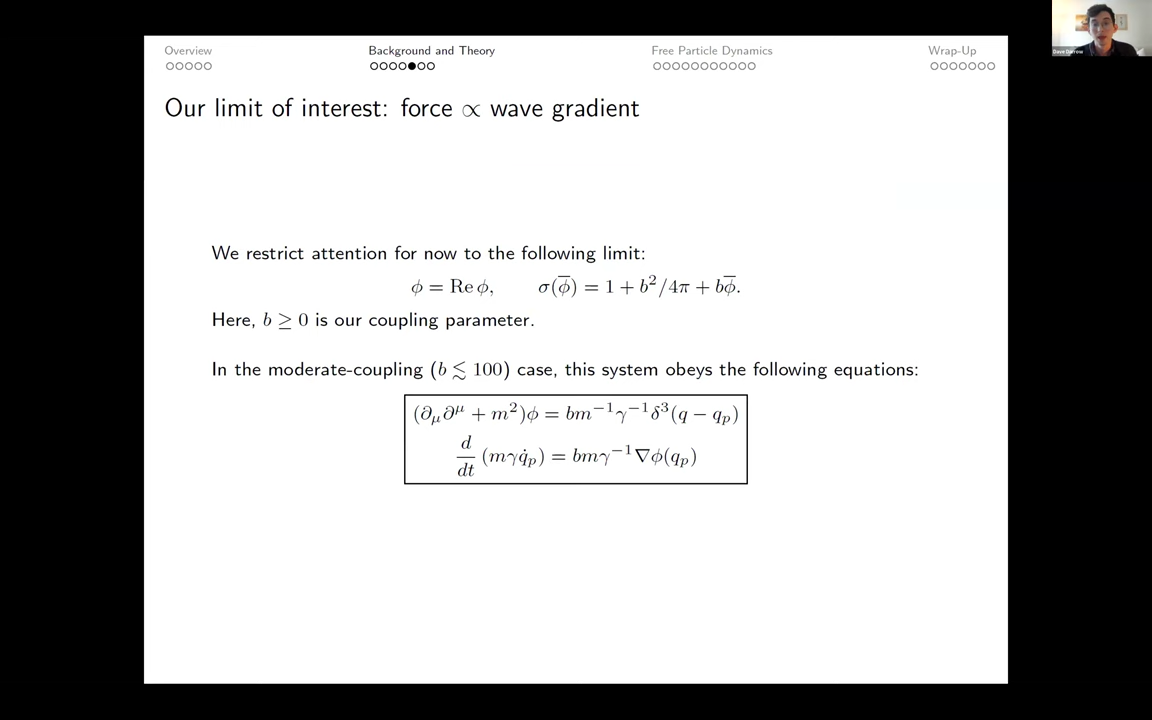 Overview Background and Theory Free Particle Dynamics Wrap-Up
Dave Darrow
Our limit of interest: force ∝ wave gradient
We restrict attention for now to the following limit:
ϕ = Re ϕ, σ(ϕ̅) = 1 + b²/4π + bϕ̅.
Here, b ≥ 0 is our coupling parameter.
In the moderate-coupling (b ≲ 100) case, this system obeys the following equations:
(∂_μ∂^μ + m²)ϕ = bm⁻¹γ⁻¹δ³(q − q_p)
d/dt (mγq̇_p) = bmγ⁻¹∇ϕ(q_p)